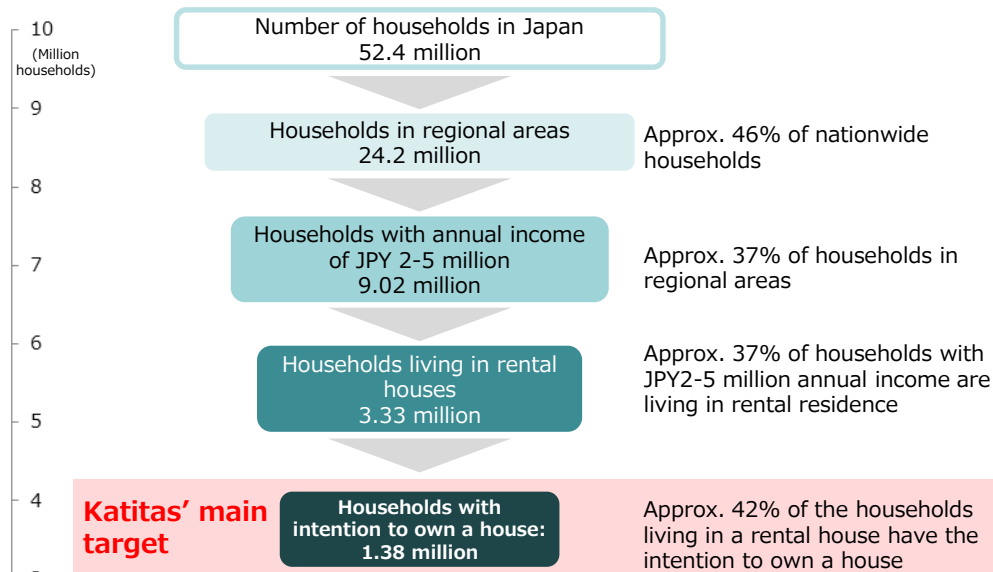 10
(Million
households)
Number of households in Japan
52.4 million
9
Households in regional areas
24.2 million
Approx. 46% of nationwide
households
8
Households with annual income
of JPY 2-5 million
9.02 million
7
Approx. 37% of households in
regional areas
6
Households living in rental
houses
3.33 million
Approx. 37% of households with
JPY2-5 million annual income are
living in rental residence
5
4
Katitas’ main
target
Households with
intention to own a house:
1.38 million
Approx. 42% of the households
living in a rental house have the
intention to own a house